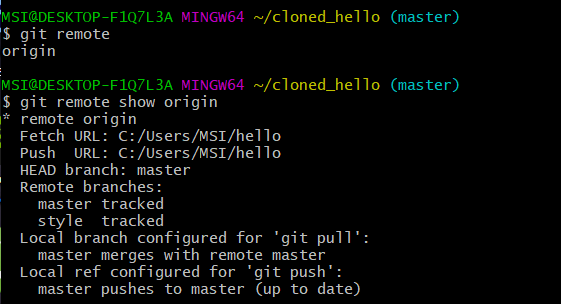 MSI@DESKTOP-F1Q7L3A MINGW64 ~/cloned_hello (master)
$ git remote
origin
MSI@DESKTOP-F1Q7L3A MINGW64 ~/cloned_hello (master)
$ git remote show origin
* remote origin
  Fetch URL: C:/Users/MSI/hello
  Push  URL: C:/Users/MSI/hello
  HEAD branch: master
  Remote branches:
    master tracked
    style  tracked
  Local branch configured for 'git pull':
    master merges with remote master
  Local ref configured for 'git push':
    master pushes to master (up to date)